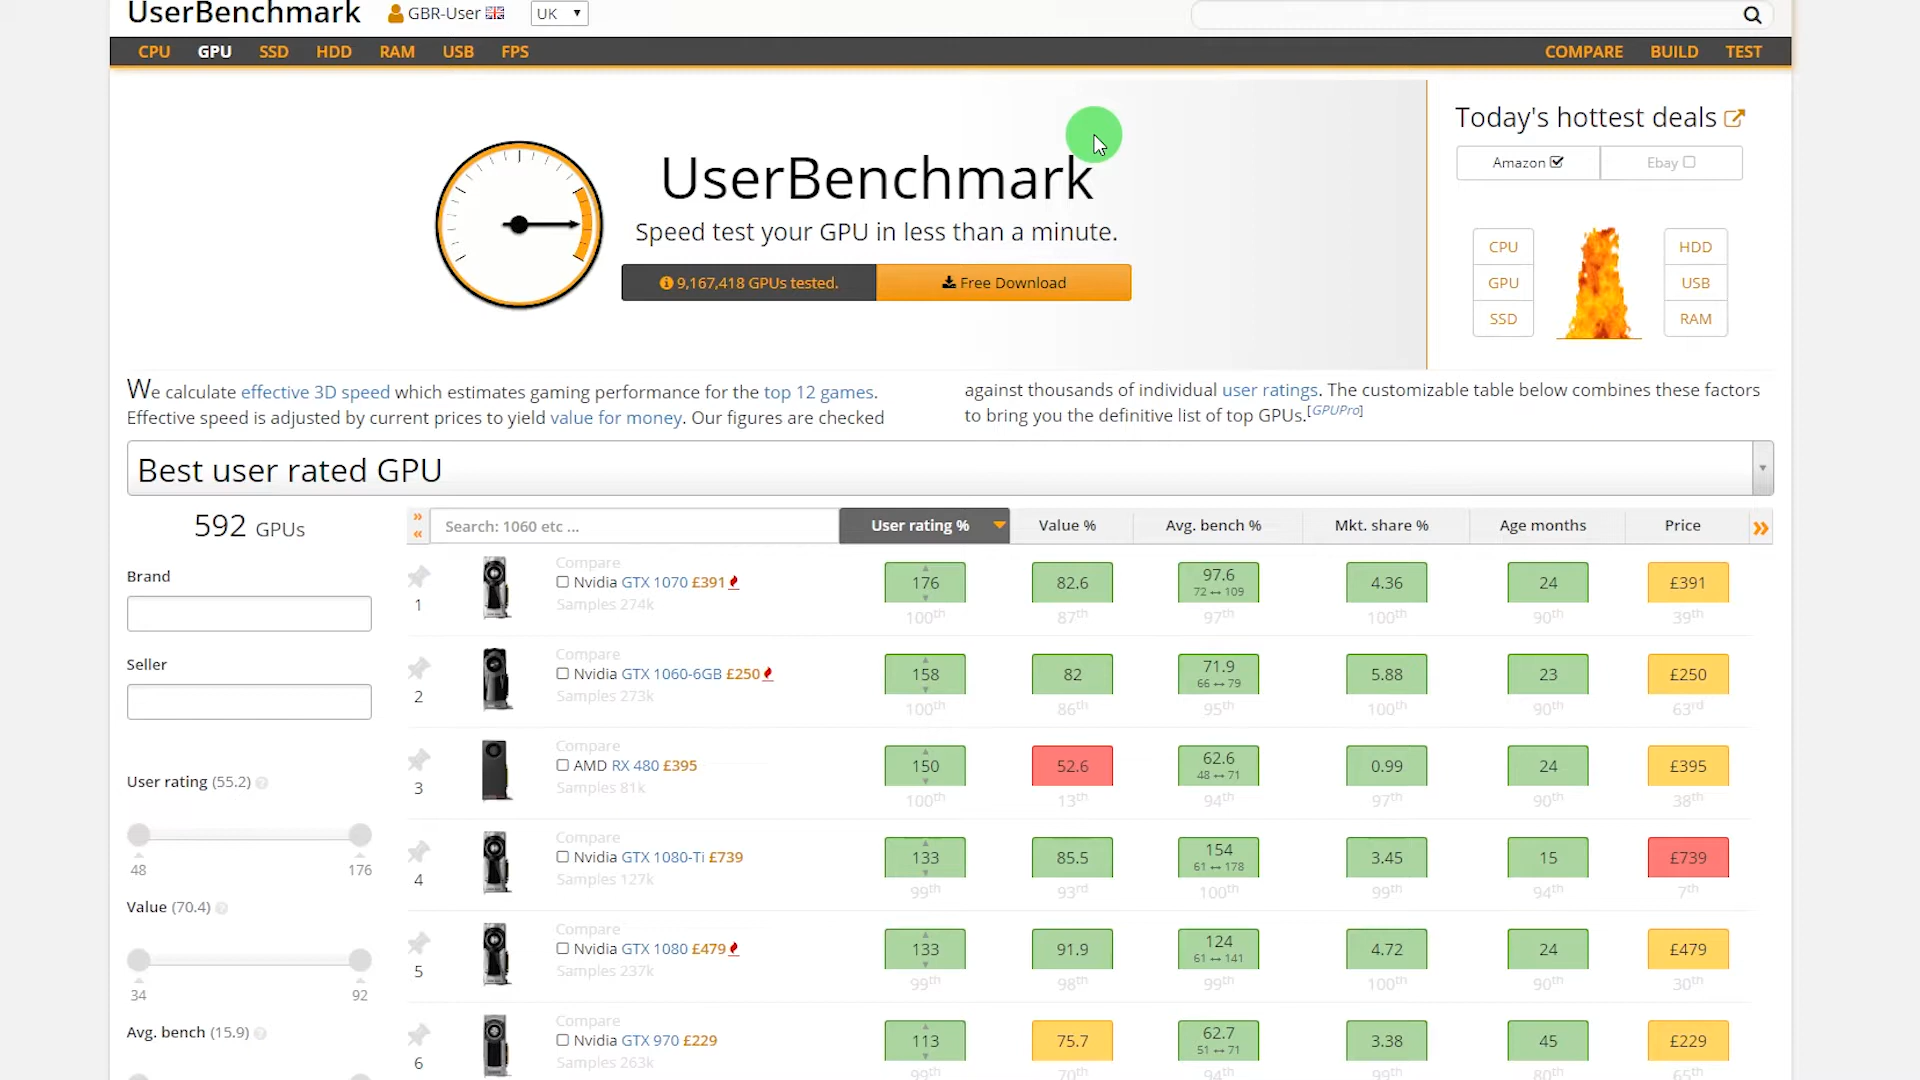 UserBenchmark
GBR-User
UK
CPU GPU SSD HDD RAM USB FPS
COMPARE BUILD TEST
UserBenchmark
Speed test your GPU in less than a minute.
9,167,418 GPUs tested.
Free Download
Today's hottest deals
Amazon
Ebay
CPU
GPU
SSD
HDD
USB
RAM
We calculate effective 3D speed which estimates gaming performance for the top 12 games.
Effective speed is adjusted by current prices to yield value for money. Our figures are checked
against thousands of individual user ratings. The customizable table below combines these factors
to bring you the definitive list of top GPUs.[GPUPro]
Best user rated GPU
592 GPUs
Brand
Seller
User rating (55.2)
48 176
Value (70.4)
34 92
Avg. bench (15.9)
Search: 1060 etc ...
User rating % Value % Avg. bench % Mkt. share % Age months Price
Compare
1 Nvidia GTX 1070 £391 176 82.6 97.6 4.36 24 £391
72 ↔ 109
Samples 274k
100th 87th 97th 100th 90th 39th
Compare
2 Nvidia GTX 1060-6GB £250 158 82 71.9 5.88 23 £250
66 ↔ 79
Samples 273k
100th 86th 95th 100th 90th 63rd
Compare
3 AMD RX 480 £395 150 52.6 62.6 0.99 24 £395
48 ↔ 71
Samples 81k
100th 13th 94th 97th 90th 38th
Compare
4 Nvidia GTX 1080-Ti £739 133 85.5 154 3.45 15 £739
61 ↔ 178
Samples 127k
99th 93rd 100th 99th 94th 7th
Compare
5 Nvidia GTX 1080 £479 133 91.9 124 4.72 24 £479
61 ↔ 141
Samples 237k
99th 98th 99th 100th 90th 30th
Compare
6 Nvidia GTX 970 £229 113 75.7 62.7 3.38 45 £229
51 ↔ 71
Samples 263k
99th 70th 94th 99th 80th 65th